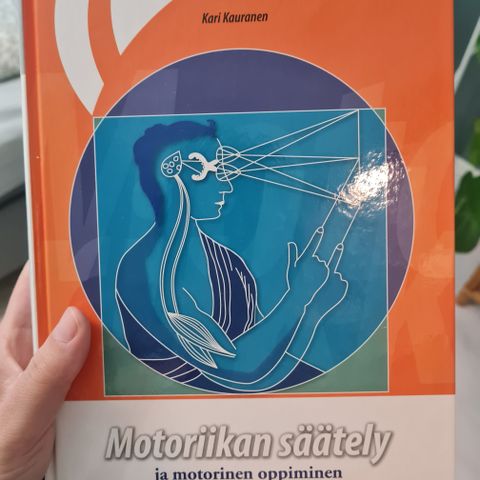 Kari Kauranen
Motoriikan säätely
ja motorinen oppiminen